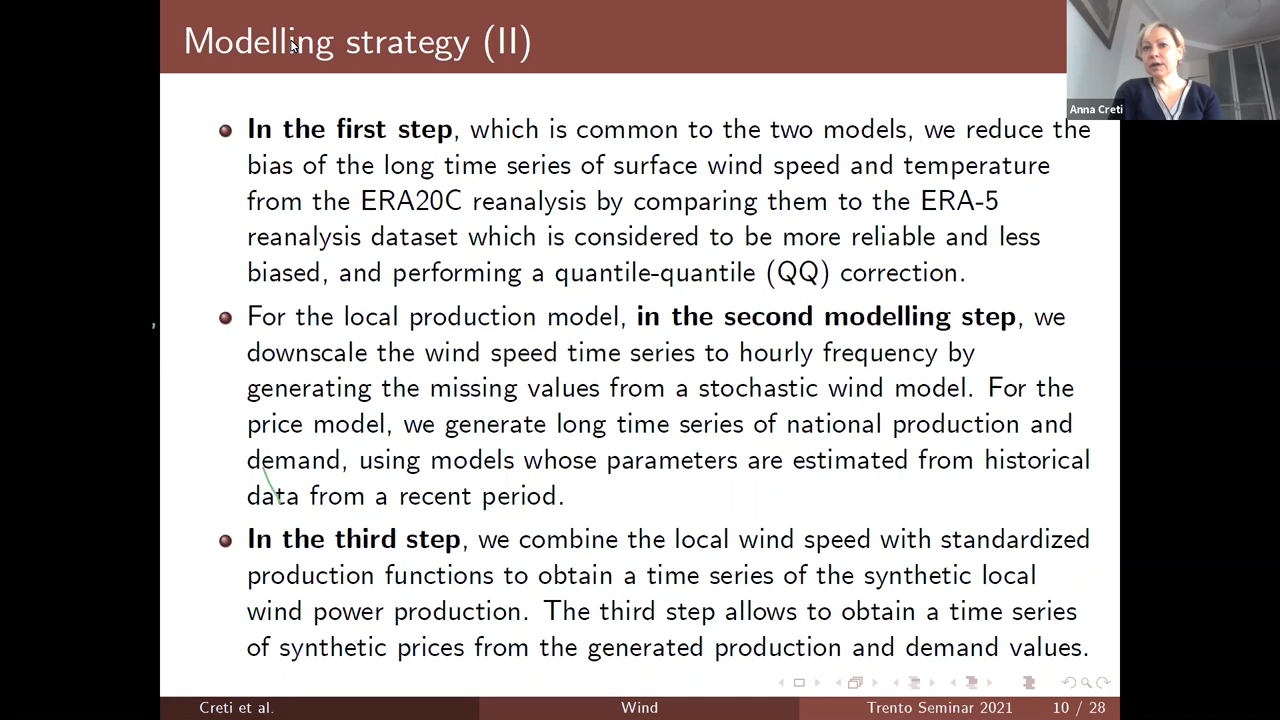 Modelling strategy (II)
Anna Creti
In the first step, which is common to the two models, we reduce the
bias of the long time series of surface wind speed and temperature
from the ERA20C reanalysis by comparing them to the ERA-5
reanalysis dataset which is considered to be more reliable and less
biased, and performing a quantile-quantile (QQ) correction.
For the local production model, in the second modelling step, we
downscale the wind speed time series to hourly frequency by
generating the missing values from a stochastic wind model. For the
price model, we generate long time series of national production and
demand, using models whose parameters are estimated from historical
data from a recent period.
In the third step, we combine the local wind speed with standardized
production functions to obtain a time series of the synthetic local
wind power production. The third step allows to obtain a time series
of synthetic prices from the generated production and demand values.
Creti et al.
Wind
Trento Seminar 2021
10 / 28